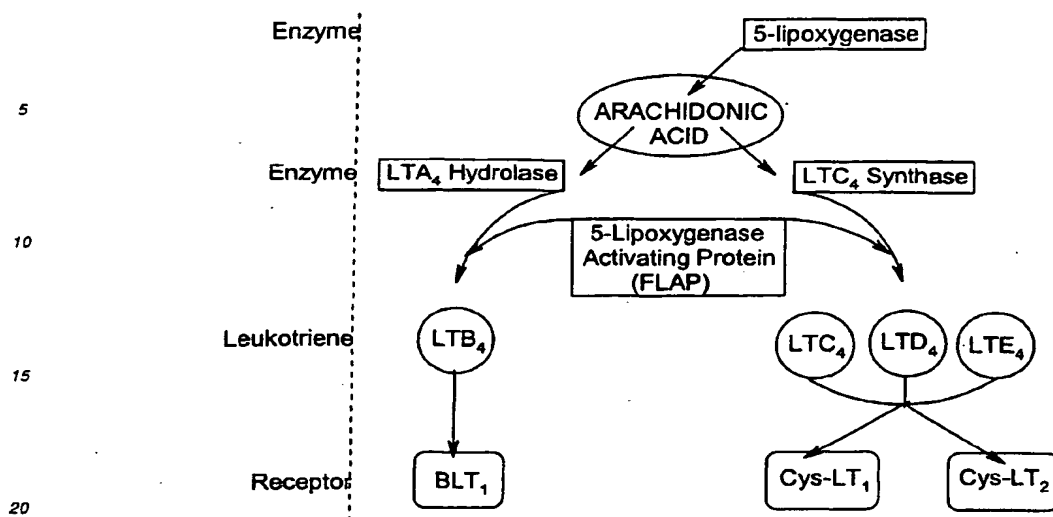 Enzyme
5-lipoxygenase
5
ARACHIDONIC
ACID
Enzyme
LTA₄ Hydrolase
LTC₄ Synthase
10
5-Lipoxygenase
Activating Protein
(FLAP)
Leukotriene
LTB₄
LTC₄
LTD₄
LTE₄
15
Receptor
BLT₁
Cys-LT₁
Cys-LT₂
20